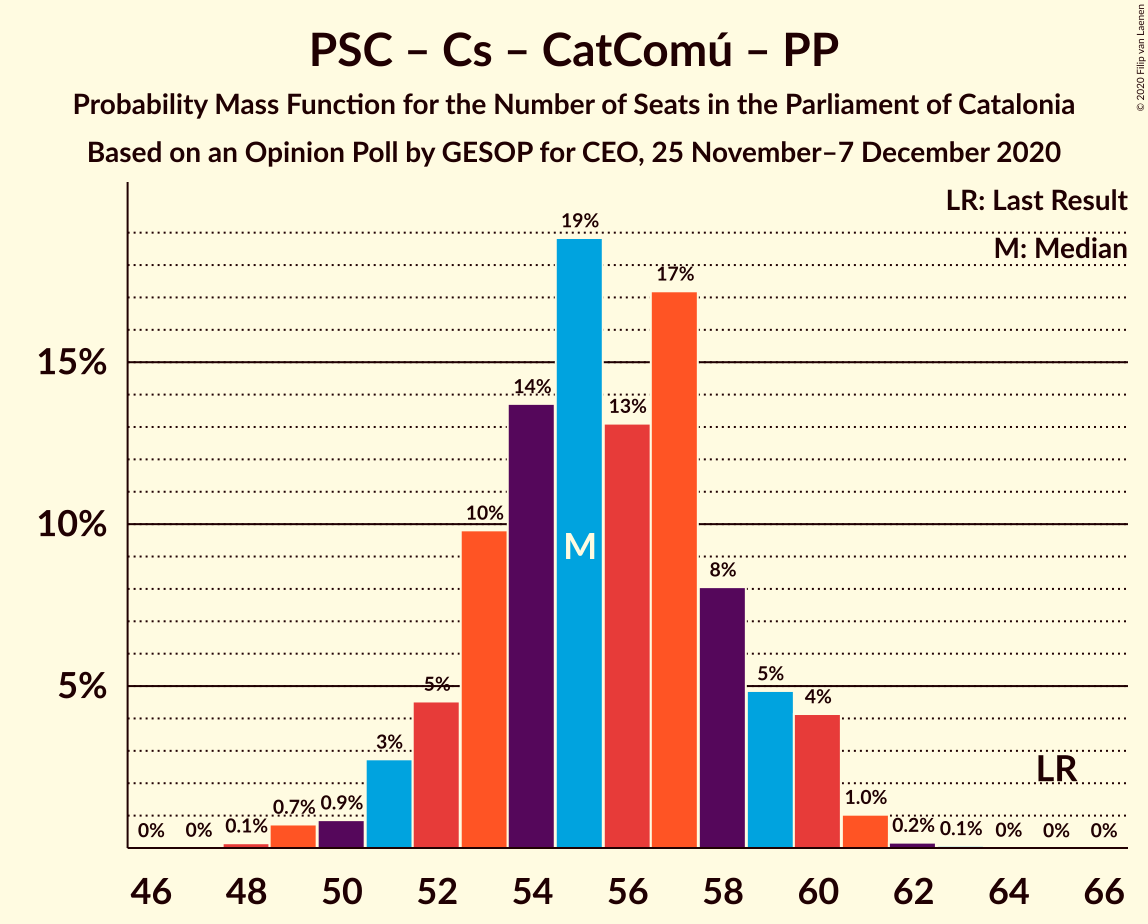 PSC – Cs – CatComú – PP
Probability Mass Function for the Number of Seats in the Parliament of Catalonia
Based on an Opinion Poll by GESOP for CEO, 25 November–7 December 2020
© 2020 Filip van Laenen
LR: Last Result
M: Median
19%
17%
15%
14%
13%
10%
10%
M
8%
5%
5%
5%
4%
3%
LR
0%
0%
0.1%
0.7%
0.9%
1.0%
0.2%
0.1%
0%
0%
0%
46 48 50 52 54 56 58 60 62 64 66